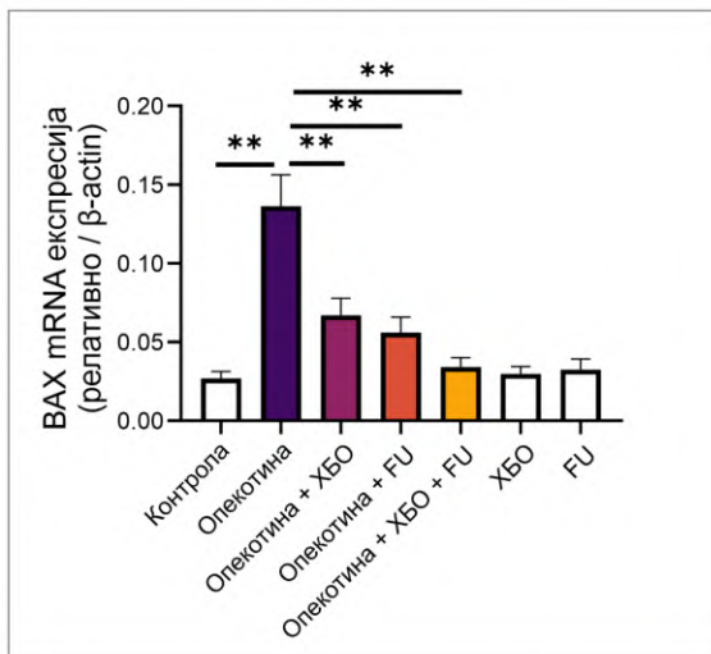 BAX mRNA експресија
(релативно / β-actin)
0.20
0.15
0.10
0.05
0.00
**
**
**
**
Контрола
Опекотина
Опекотина + ХБО
Опекотина + FU
Опекотина + ХБО + FU
ХБО
FU